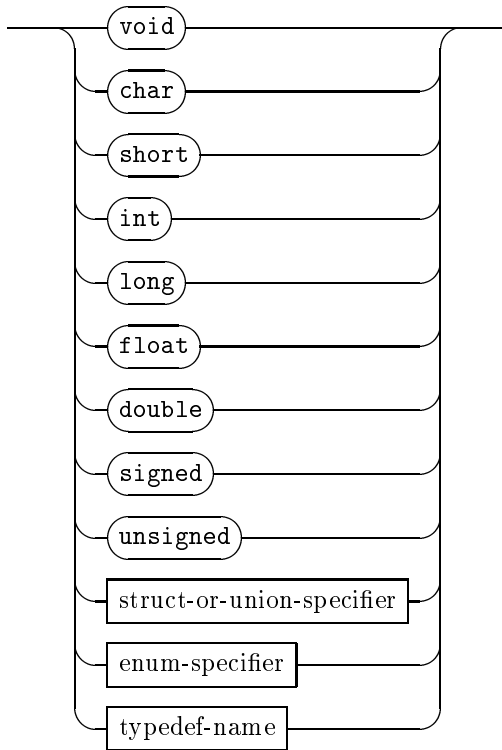 void
char
short
int
long
float
double
signed
unsigned
struct-or-union-specifier
enum-specifier
typedef-name